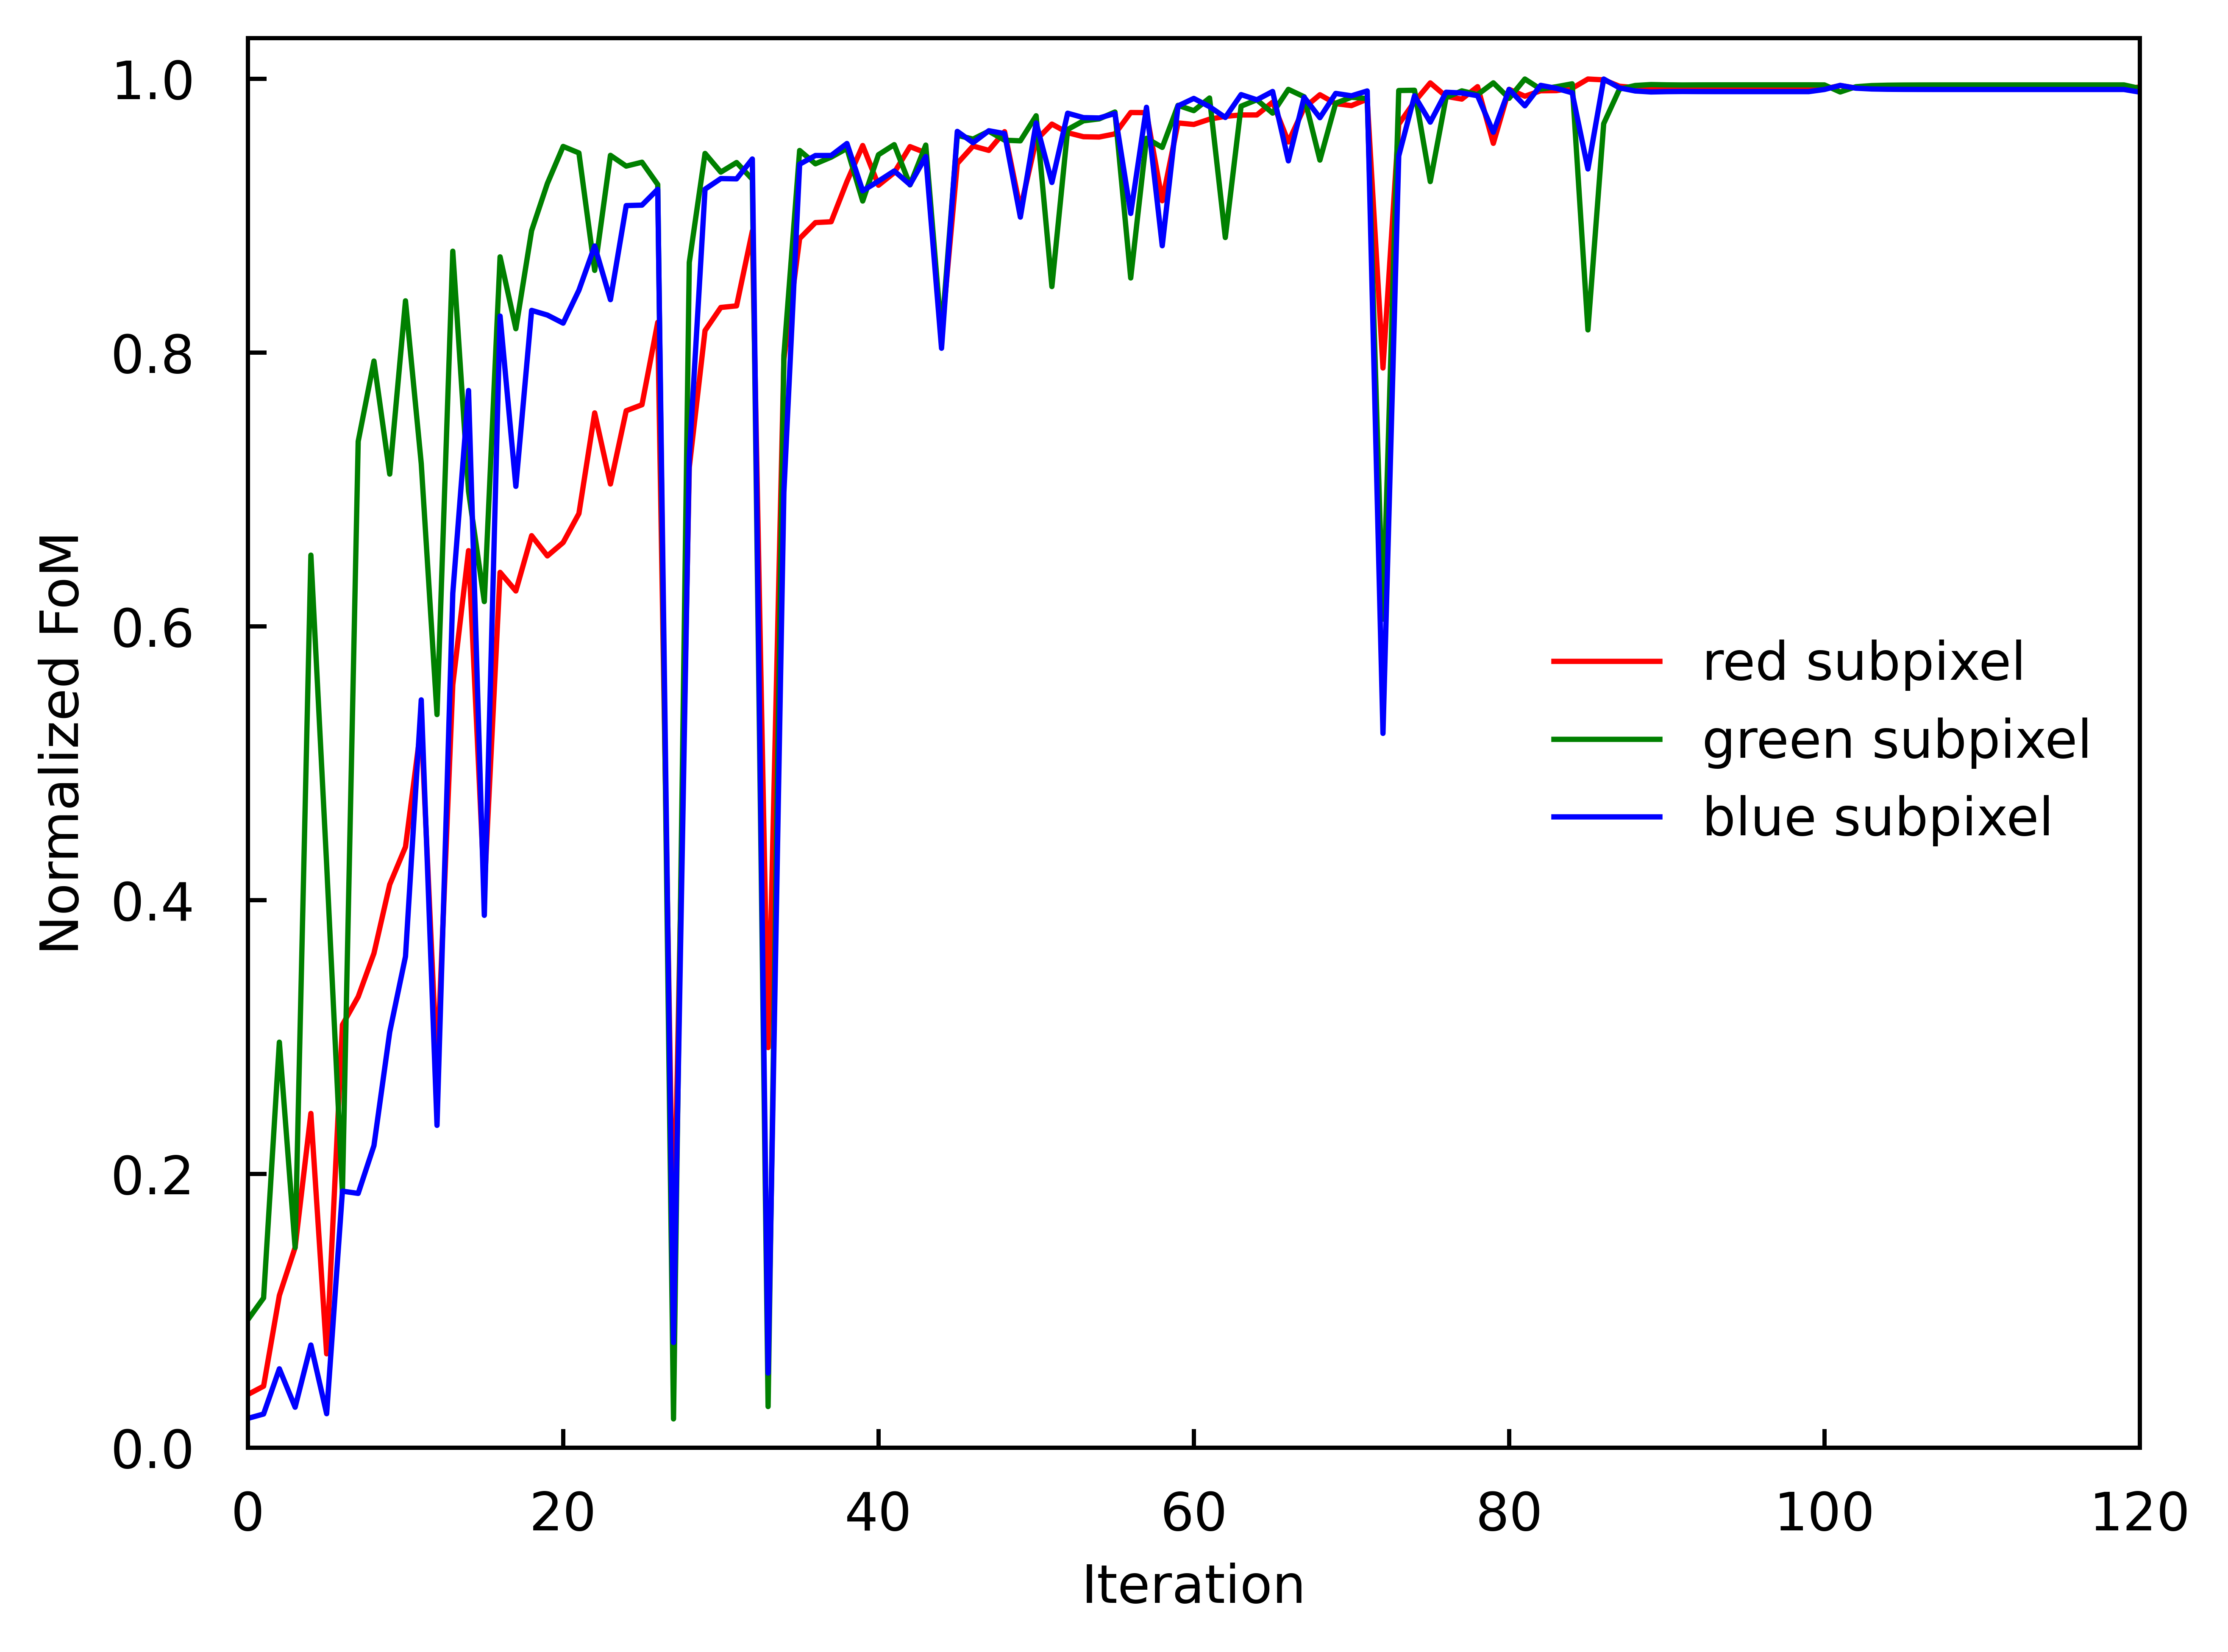 1.0
0.8
0.6
0.4
0.2
0.0
Normalized FoM
red subpixel
green subpixel
blue subpixel
0 20 40 60 80 100 120
Iteration